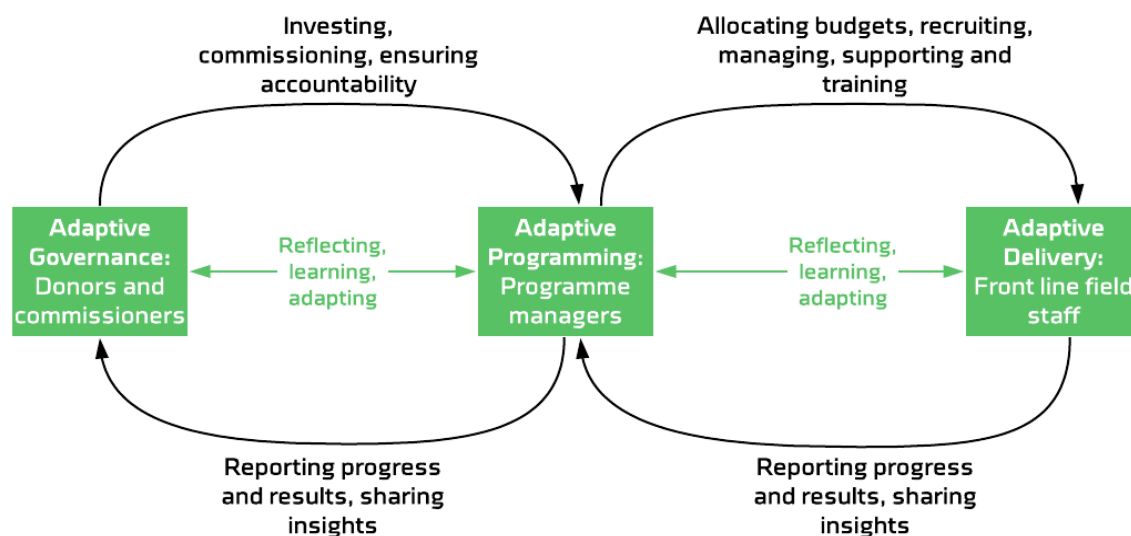 Investing,
commissioning, ensuring
accountability
Allocating budgets, recruiting,
managing, supporting and
training
Adaptive
Governance:
Donors and
commissioners
Reflecting,
learning,
adapting
Adaptive
Programming:
Programme
managers
Reflecting,
learning,
adapting
Adaptive
Delivery:
Front line field
staff
Reporting progress
and results, sharing
insights
Reporting progress
and results, sharing
insights